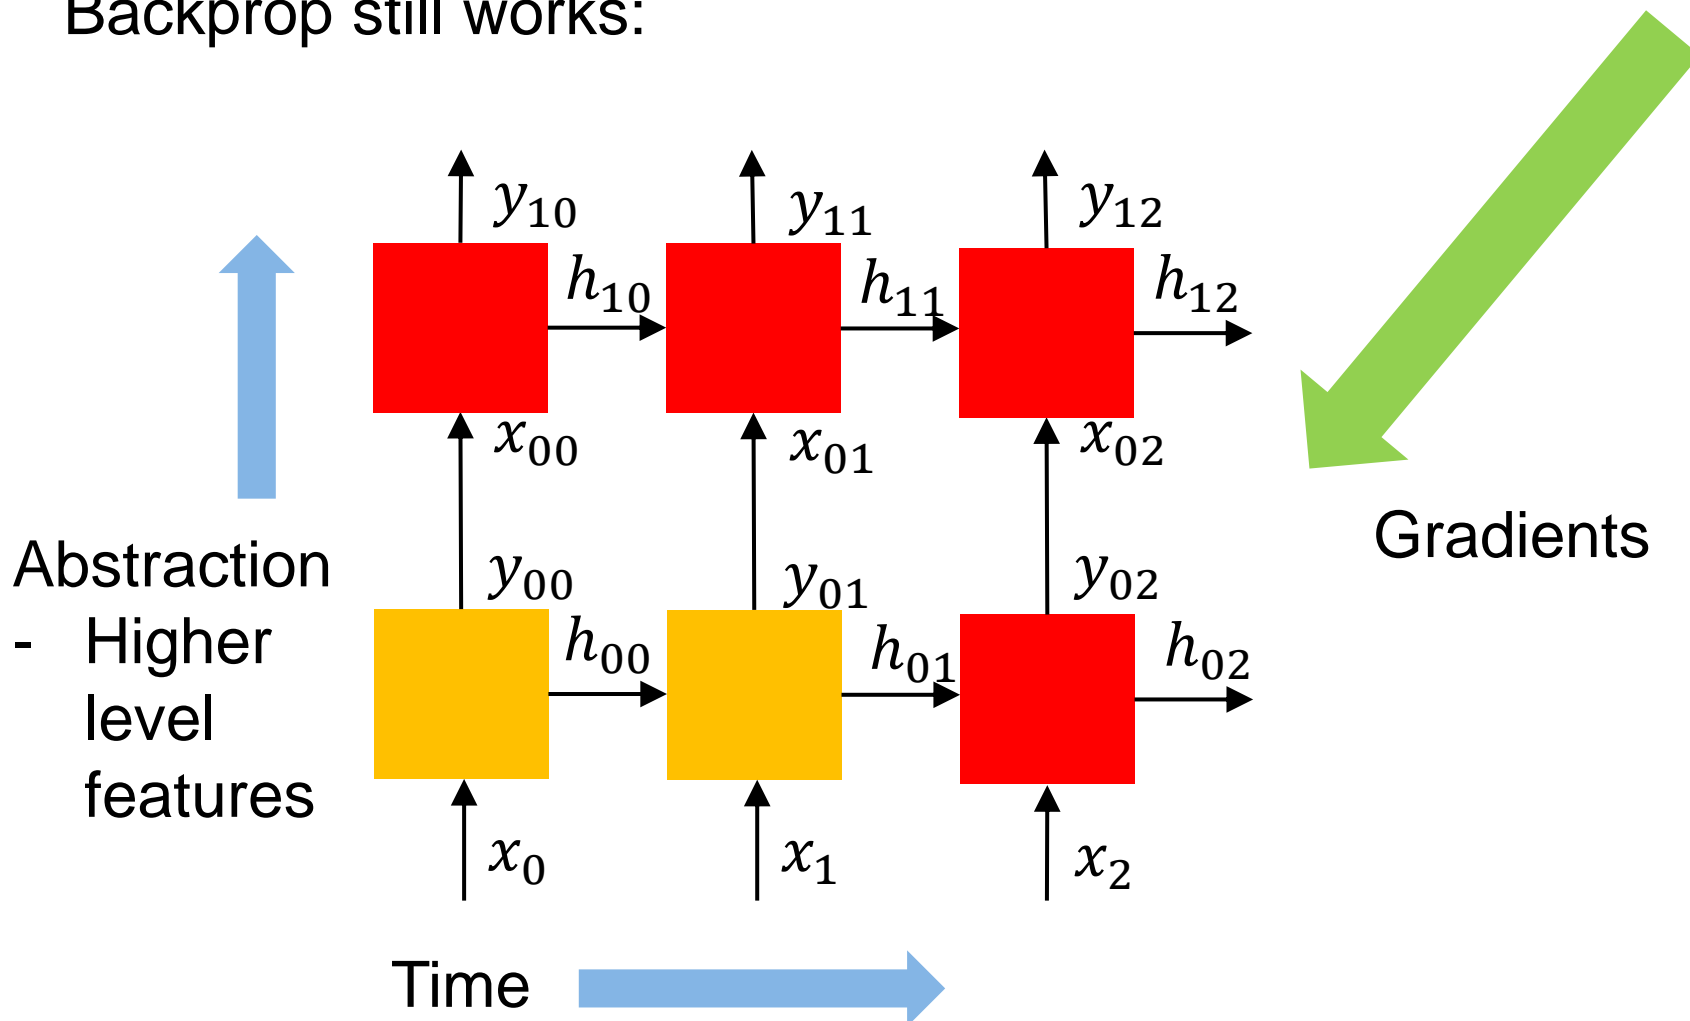 Backprop still works:
y₁₀ y₁₁ y₁₂
h₁₀ h₁₁ h₁₂
x₀₀ x₀₁ x₀₂
Gradients
Abstraction
- Higher
level
features
y₀₀ y₀₁ y₀₂
h₀₀ h₀₁ h₀₂
x₀ x₁ x₂
Time